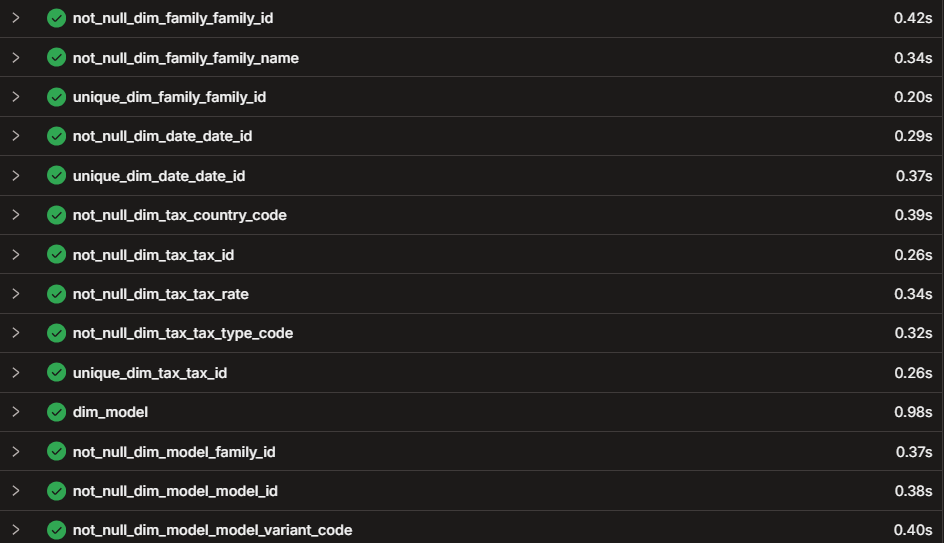 not_null_dim_family_family_id 0.42s
not_null_dim_family_family_name 0.34s
unique_dim_family_family_id 0.20s
not_null_dim_date_date_id 0.29s
unique_dim_date_date_id 0.37s
not_null_dim_tax_country_code 0.39s
not_null_dim_tax_tax_id 0.26s
not_null_dim_tax_tax_rate 0.34s
not_null_dim_tax_tax_type_code 0.32s
unique_dim_tax_tax_id 0.26s
dim_model 0.98s
not_null_dim_model_family_id 0.37s
not_null_dim_model_model_id 0.38s
not_null_dim_model_model_variant_code 0.40s